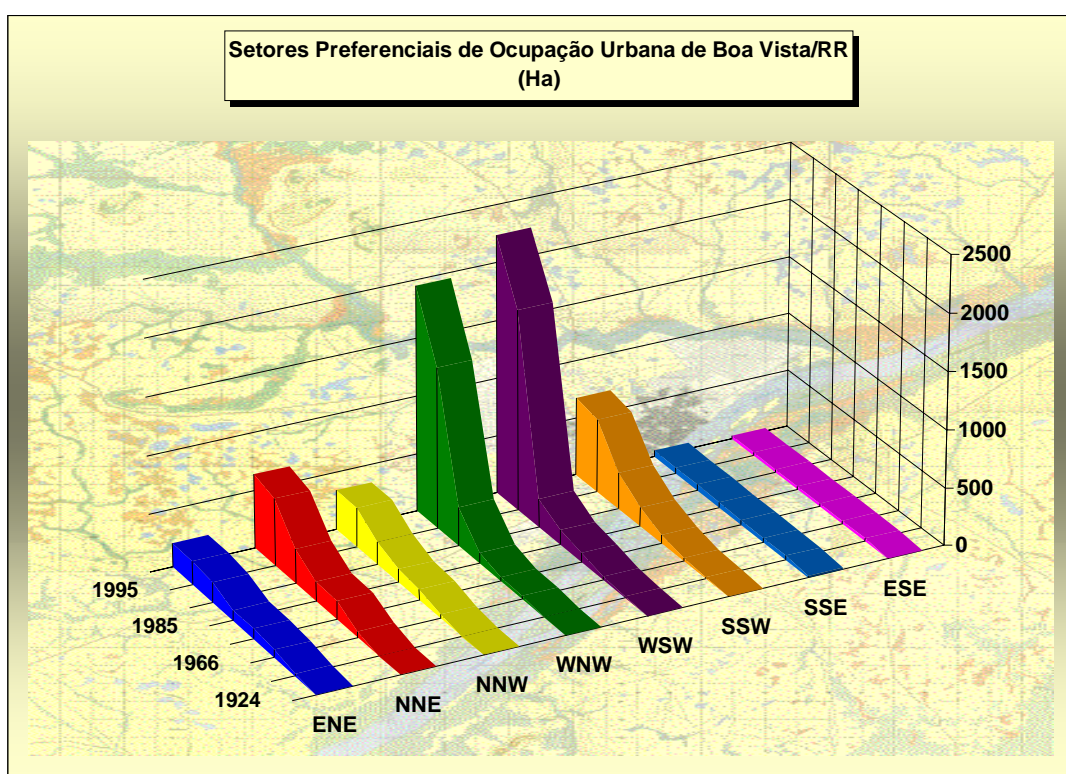 Setores Preferenciais de Ocupação Urbana de Boa Vista/RR
(Ha)
2500
2000
1500
1000
500
0
1995
1985
1966
1924
ENE
NNE
NNW
WNW
WSW
SSW
SSE
ESE